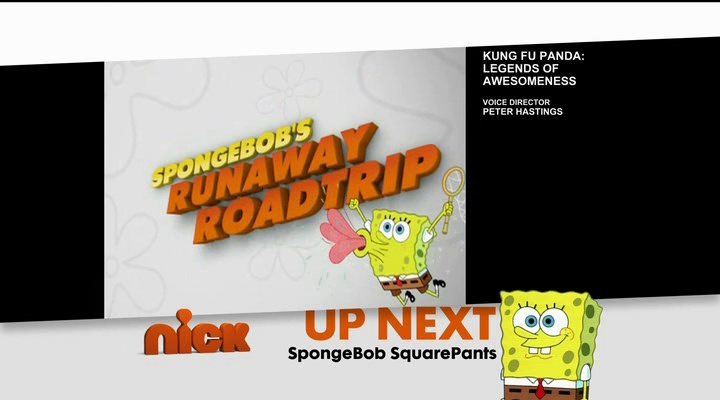 KUNG FU PANDA:
LEGENDS OF
AWESOMENESS
VOICE DIRECTOR
PETER HASTINGS
SPONGEBOB'S
RUNAWAY
ROADTRIP
nick
UP NEXT
SpongeBob SquarePants